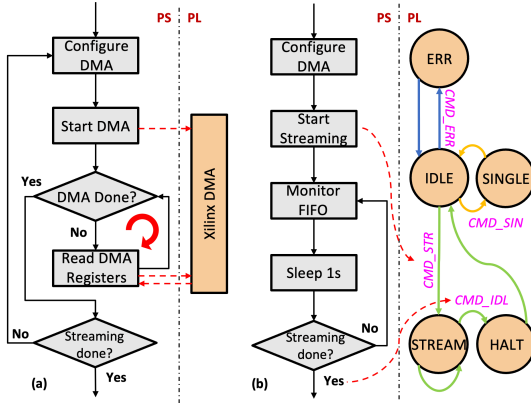 PS PL
Configure
DMA
Start DMA
Yes
DMA Done?
No
Read DMA
Registers
Xilinx DMA
No
Streaming
done?
(a)
Yes
PS PL
Configure
DMA
Start
Streaming
Monitor
FIFO
Sleep 1s
No
Streaming
done?
(b)
Yes
ERR
CMD_ERR
IDLE
SINGLE
CMD_SIN
CMD_STR
CMD_IDL
STREAM
HALT